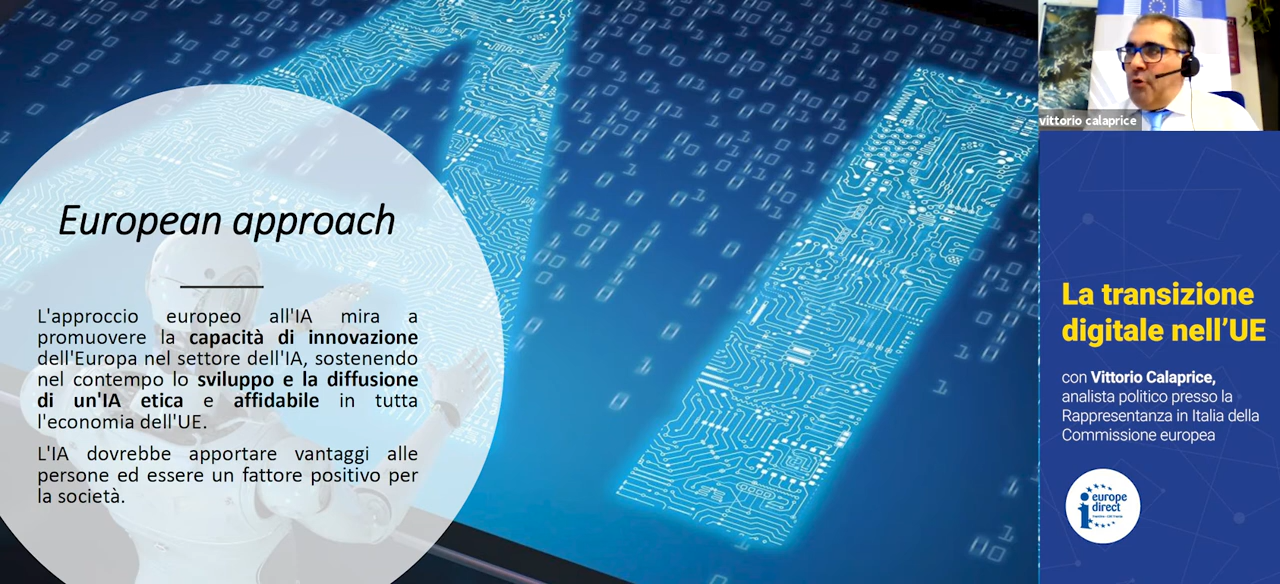 European approach
L'approccio europeo all'IA mira a
promuovere la capacità di innovazione
dell'Europa nel settore dell'IA, sostenendo
nel contempo lo sviluppo e la diffusione
di un'IA etica e affidabile in tutta
l'economia dell'UE.
L'IA dovrebbe apportare vantaggi alle
persone ed essere un fattore positivo per
la società.
vittorio calaprice
La transizione
digitale nell'UE
con Vittorio Calaprice,
analista politico presso la
Rappresentanza in Italia della
Commissione europea
europe
direct